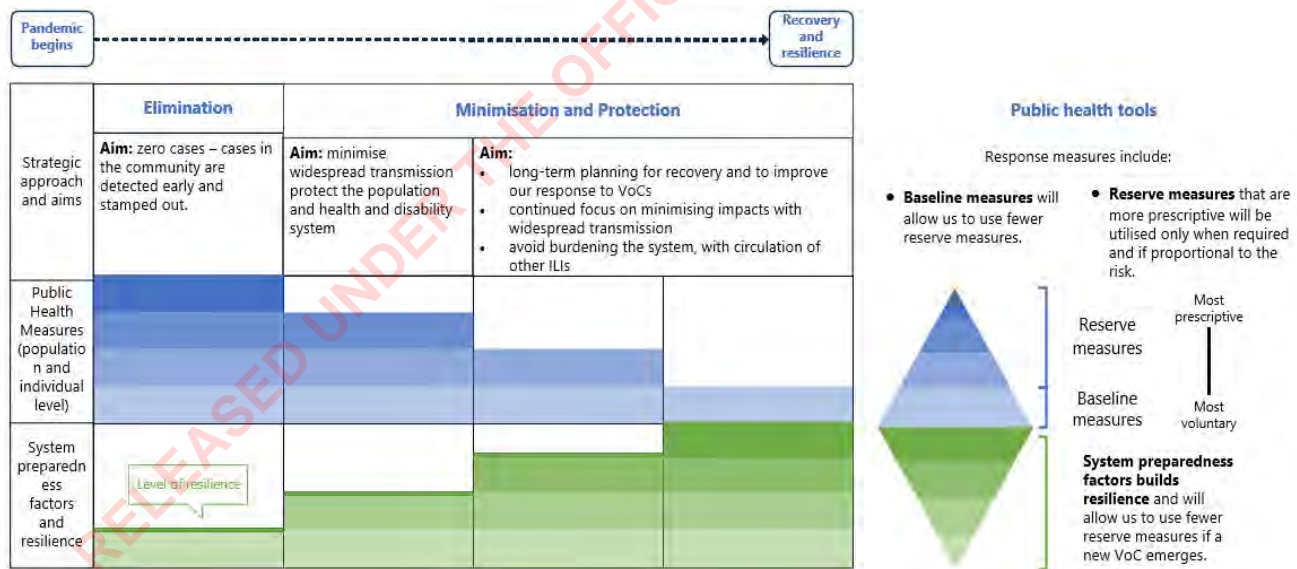 Pandemic
begins
Recovery
and
resilience
Strategic
approach
and aims
Elimination
Minimisation and Protection
Aim: zero cases – cases in
the community are
detected early and
stamped out.
Aim: minimise
widespread transmission
protect the population
and health and disability
system
Aim:
• long-term planning for recovery and to improve
our response to VoCs
• continued focus on minimising impacts with
widespread transmission
• avoid burdening the system, with circulation of
other ILIs
Public
Health
Measures
(populatio
n and
individual
level)
System
preparedn
ess
factors
and
resilience
Level of resilience
Public health tools
Response measures include:
• Baseline measures will
allow us to use fewer
reserve measures.
• Reserve measures that are
more prescriptive will be
utilised only when required
and if proportional to the
risk.
Reserve
measures
Baseline
measures
Most
prescriptive
Most
voluntary
System preparedness
factors builds
resilience and will
allow us to use fewer
reserve measures if a
new VoC emerges.
RELEASED UNDER THE